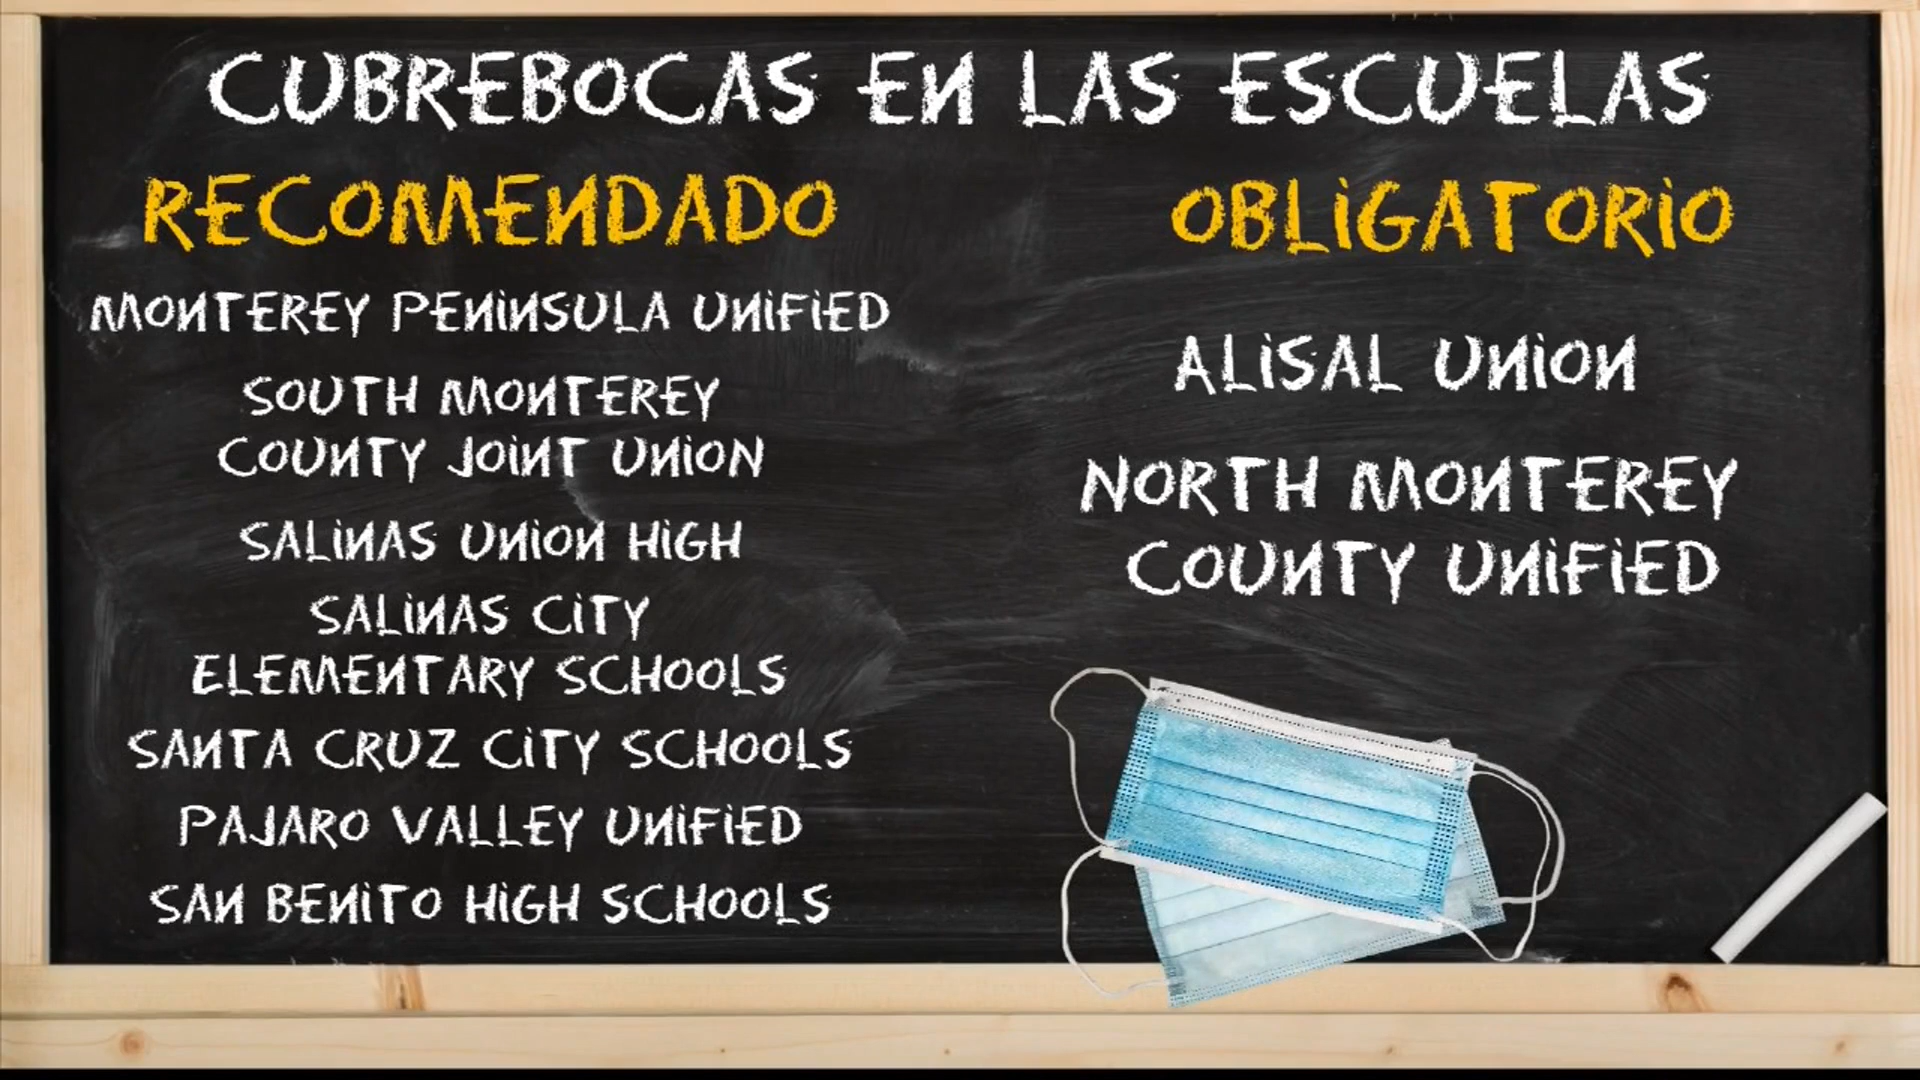 CUBREBOCAS EN LAS ESCUELAS
RECOMENDADO
MONTEREY PENINSULA UNIFIED
SOUTH MONTEREY
COUNTY JOINT UNION
SALINAS UNION HIGH
SALINAS CITY
ELEMENTARY SCHOOLS
SANTA CRUZ CITY SCHOOLS
PAJARO VALLEY UNIFIED
SAN BENITO HIGH SCHOOLS
OBLIGATORIO
ALISAL UNION
NORTH MONTEREY
COUNTY UNIFIED